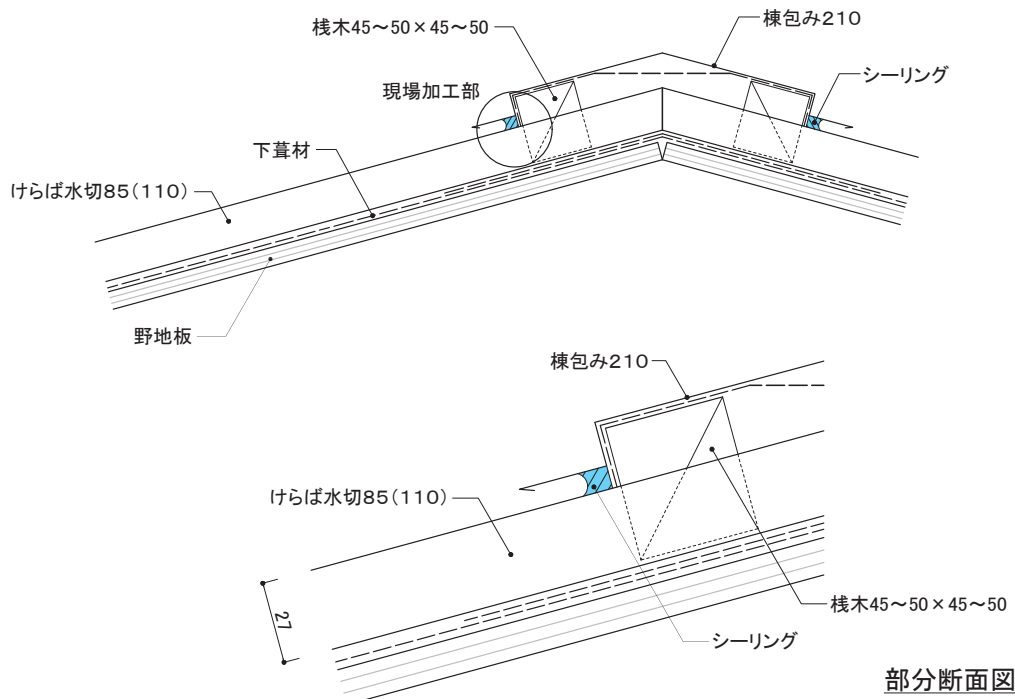 桟木45～50×45～50
棟包み210
シーリング
現場加工部
下葺材
けらば水切85(110)
野地板
棟包み210
けらば水切85(110)
27
桟木45～50×45～50
シーリング
部分断面図